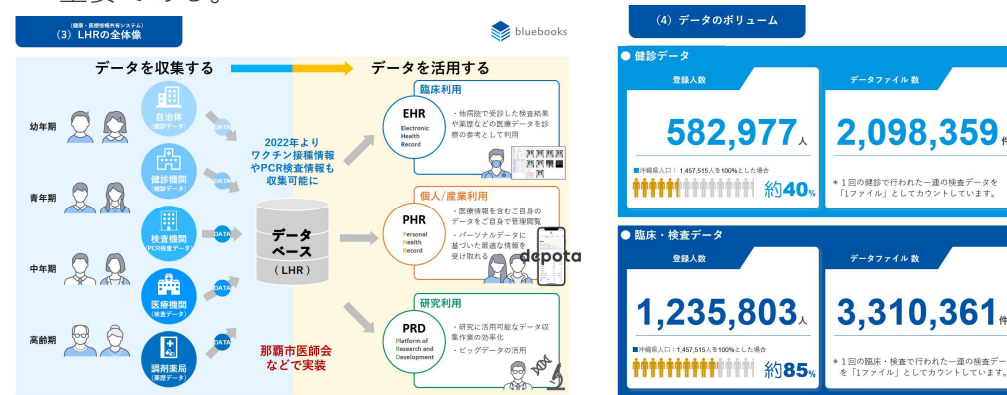 重要である。
（健康・医療情報共有システム）
（3）LHRの全体像
bluebooks
データを収集する
データを活用する
幼年期
青年期
中年期
高齢期
自治体
（健診データ）
DATA
健診機関
（健診データ）
DATA
検査機関
（PCR検査データ）
DATA
医療機関
（検査データ）
DATA
調剤薬局
（薬歴データ）
DATA
2022年より
ワクチン接種情報
やPCR検査情報も
収集可能に
データ
ベース
（LHR）
那覇市医師会
などで実装
臨床利用
EHR
Electronic
Health
Record
・他病院で受診した検査結果
や薬歴などの医療データを診
察の参考として利用
個人/産業利用
PHR
Personal
Health
Record
・医療情報を含むご自身の
データをご自身で管理閲覧
・パーソナルデータに
基づいた最適な情報を
受け取れる
depota
研究利用
PRD
Platform of
Research and
Development
・研究に活用可能なデータ収
集作業の効率化
・ビッグデータの活用
（4）データのボリューム
● 健診データ
登録人数
582,977人
■沖縄県人口：1,457,515人を100%とした場合
約40%
データファイル 数
2,098,359件
＊1回の健診で行われた一連の検査データを
「1ファイル」としてカウントしています。
● 臨床・検査データ
登録人数
1,235,803人
■沖縄県人口：1,457,515人を100%とした場合
約85%
データファイル 数
3,310,361件
＊1回の臨床・検査で行われた一連の検査デー
を「1ファイル」としてカウントしています。